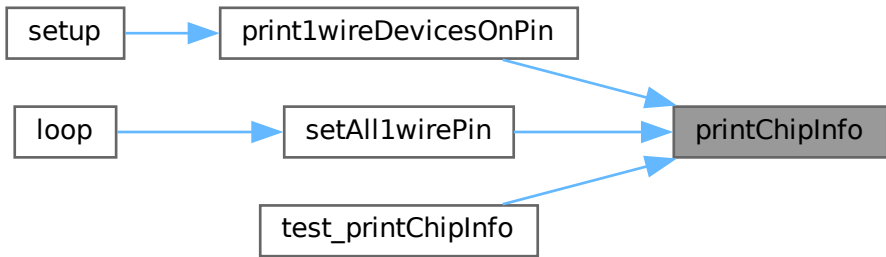 setup
print1wireDevicesOnPin
loop
setAll1wirePin
printChipInfo
test_printChipInfo